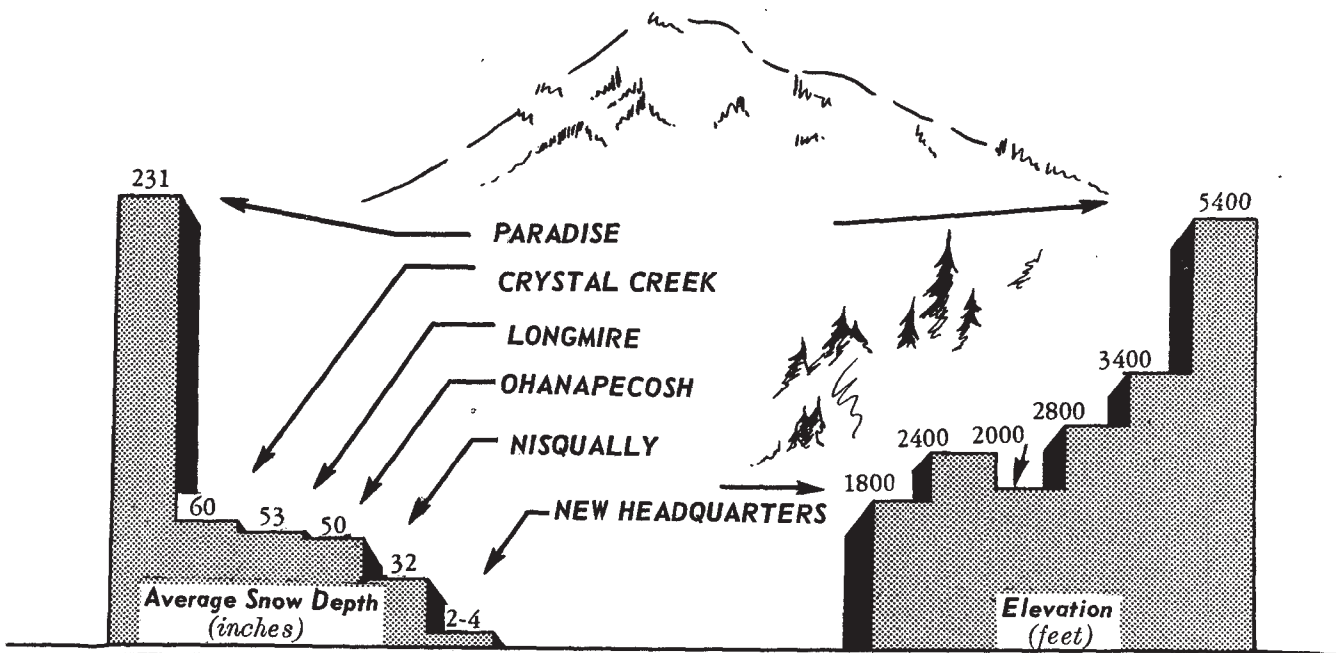 231
5400
PARADISE
CRYSTAL CREEK
LONGMIRE
3400
OHANAPECOSH
2800
2400
2000
NISQUALLY
1800
60
53
50
NEW HEADQUARTERS
32
2-4
Average Snow Depth
(inches)
Elevation
(feet)